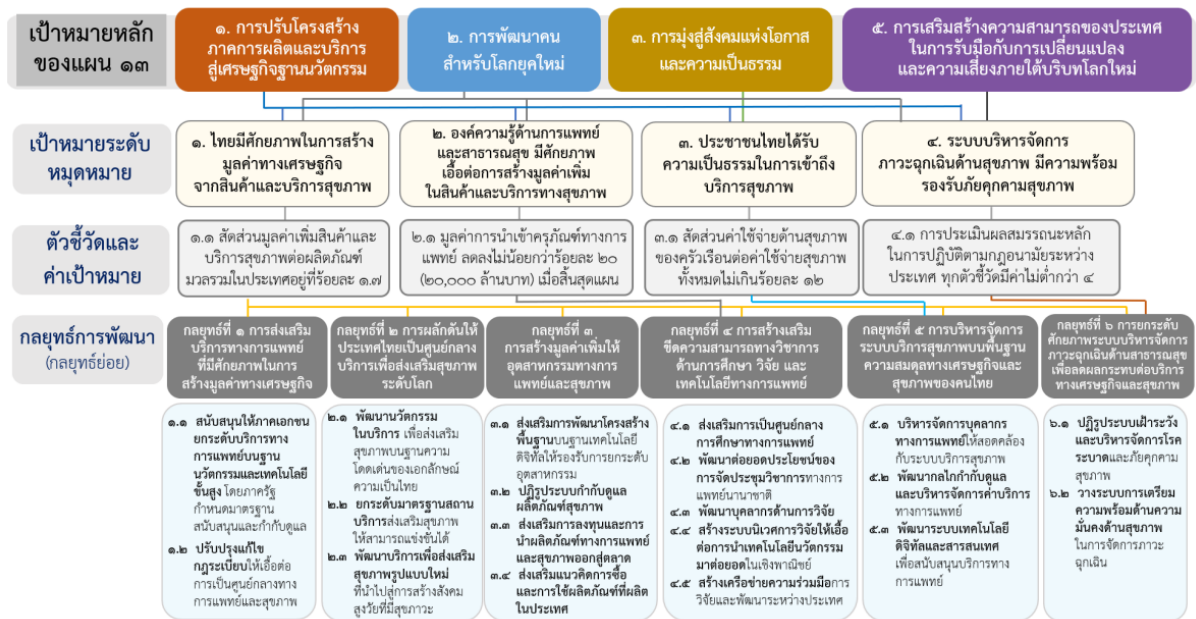 เป้าหมายหลัก
ของแผน ๑๓
๑. การปรับโครงสร้าง
ภาคการผลิตและบริการ
สู่เศรษฐกิจฐานนวัตกรรม
๒. การพัฒนาคน
สำหรับโลกยุคใหม่
๓. การมุ่งสู่สังคมแห่งโอกาส
และความเป็นธรรม
๕. การเสริมสร้างความสามารถของประเทศ
ในการรับมือกับการเปลี่ยนแปลง
และความเสี่ยงภายใต้บริบทโลกใหม่
เป้าหมายระดับ
หมุดหมาย
๑. ไทยมีศักยภาพในการสร้าง
มูลค่าทางเศรษฐกิจ
จากสินค้าและบริการสุขภาพ
๒. องค์ความรู้ด้านการแพทย์
และสาธารณสุข มีศักยภาพ
เอื้อต่อการสร้างมูลค่าเพิ่ม
ในสินค้าและบริการทางสุขภาพ
๓. ประชาชนไทยได้รับ
ความเป็นธรรมในการเข้าถึง
บริการสุขภาพ
๔. ระบบบริหารจัดการ
ภาวะฉุกเฉินด้านสุขภาพ มีความพร้อม
รองรับภัยคุกคามสุขภาพ
ตัวชี้วัดและ
ค่าเป้าหมาย
๑.๑ สัดส่วนมูลค่าเพิ่มสินค้าและ
บริการสุขภาพต่อผลิตภัณฑ์
มวลรวมในประเทศอยู่ที่ร้อยละ ๑.๗
๒.๑ มูลค่าการนำเข้าครุภัณฑ์ทางการ
แพทย์ ลดลงไม่น้อยกว่าร้อยละ ๒๐
(๒๐,๐๐๐ ล้านบาท) เมื่อสิ้นสุดแผน
๓.๑ สัดส่วนค่าใช้จ่ายด้านสุขภาพ
ของครัวเรือนต่อค่าใช้จ่ายสุขภาพ
ทั้งหมดไม่เกินร้อยละ ๑๒
๔.๑ การประเมินผลสมรรถนะหลัก
ในการปฏิบัติตามกฎอนามัยระหว่าง
ประเทศ ทุกตัวชี้วัดมีค่าไม่ต่ำกว่า ๔
กลยุทธ์การพัฒนา
(กลยุทธ์ย่อย)
กลยุทธ์ที่ ๑ การส่งเสริม
บริการทางการแพทย์
ที่มีศักยภาพในการ
สร้างมูลค่าทางเศรษฐกิจ
กลยุทธ์ที่ ๒ การผลักดันให้
ประเทศไทยเป็นศูนย์กลาง
บริการเพื่อส่งเสริมสุขภาพ
ระดับโลก
กลยุทธ์ที่ ๓
การสร้างมูลค่าเพิ่มให้
อุตสาหกรรมทางการ
แพทย์และสุขภาพ
กลยุทธ์ที่ ๔ การสร้างเสริม
ขีดความสามารถทางวิชาการ
ด้านการศึกษา วิจัย และ
เทคโนโลยีทางการแพทย์
กลยุทธ์ที่ ๕ การบริหารจัดการ
ระบบบริการสุขภาพบนพื้นฐาน
ความสมดุลทางเศรษฐกิจและ
สุขภาพของคนไทย
กลยุทธ์ที่ ๖ การยกระดับ
ศักยภาพระบบบริหารจัดการ
ภาวะฉุกเฉินด้านสาธารณสุข
เพื่อลดผลกระทบต่อบริการ
ทางเศรษฐกิจและสุขภาพ
๑.๑ สนับสนุนให้ภาคเอกชน
ยกระดับบริการทาง
การแพทย์บนฐาน
นวัตกรรมและเทคโนโลยี
ขั้นสูง โดยภาครัฐ
กำหนดมาตรฐาน
สนับสนุนและกำกับดูแล
๑.๒ ปรับปรุงแก้ไข
กฎระเบียบให้เอื้อต่อ
การเป็นศูนย์กลางทาง
การแพทย์และสุขภาพ
๒.๑ พัฒนานวัตกรรม
ในบริการ เพื่อส่งเสริม
สุขภาพบนฐานความ
โดดเด่นของเอกลักษณ์
ความเป็นไทย
๒.๒ ยกระดับมาตรฐานสถาน
บริการส่งเสริมสุขภาพ
ให้สามารถแข่งขันได้
๒.๓ พัฒนาบริการเพื่อส่งเสริม
สุขภาพรูปแบบใหม่
ที่นำไปสู่การสร้างสังคม
สูงวัยที่มีสุขภาวะ
๓.๑ ส่งเสริมการพัฒนาโครงสร้าง
พื้นฐานบนฐานเทคโนโลยี
ดิจิทัลให้รองรับการยกระดับ
อุตสาหกรรม
๓.๒ ปฏิรูประบบกำกับดูแล
ผลิตภัณฑ์สุขภาพ
๓.๓ ส่งเสริมการลงทุนและการ
นำผลิตภัณฑ์ทางการแพทย์
และสุขภาพออกสู่ตลาด
๓.๔ ส่งเสริมแนวคิดการซื้อ
และการใช้ผลิตภัณฑ์ที่ผลิต
ในประเทศ
๔.๑ ส่งเสริมการเป็นศูนย์กลาง
การศึกษาทางการแพทย์
๔.๒ พัฒนาต่อยอดประโยชน์ของ
การจัดประชุมวิชาการทางการ
แพทย์นานาชาติ
๔.๓ พัฒนาบุคลากรด้านการวิจัย
๔.๔ สร้างระบบนิเวศการวิจัยให้เอื้อ
ต่อการนำเทคโนโลยีนวัตกรรม
มาต่อยอดในเชิงพาณิชย์
๔.๕ สร้างเครือข่ายความร่วมมือการ
วิจัยและพัฒนาระหว่างประเทศ
๕.๑ บริหารจัดการบุคลากร
ทางการแพทย์ให้สอดคล้อง
กับระบบบริการสุขภาพ
๕.๒ พัฒนากลไกกำกับดูแล
และบริหารจัดการค่าบริการ
ทางการแพทย์
๕.๓ พัฒนาระบบเทคโนโลยี
ดิจิทัลและสารสนเทศ
เพื่อสนับสนุนบริการทาง
การแพทย์
๖.๑ ปฏิรูประบบเฝ้าระวัง
และบริหารจัดการโรค
ระบาดและภัยคุกคาม
สุขภาพ
๖.๒ วางระบบการเตรียม
ความพร้อมด้านความ
มั่นคงด้านสุขภาพ
ในการจัดการภาวะ
ฉุกเฉิน